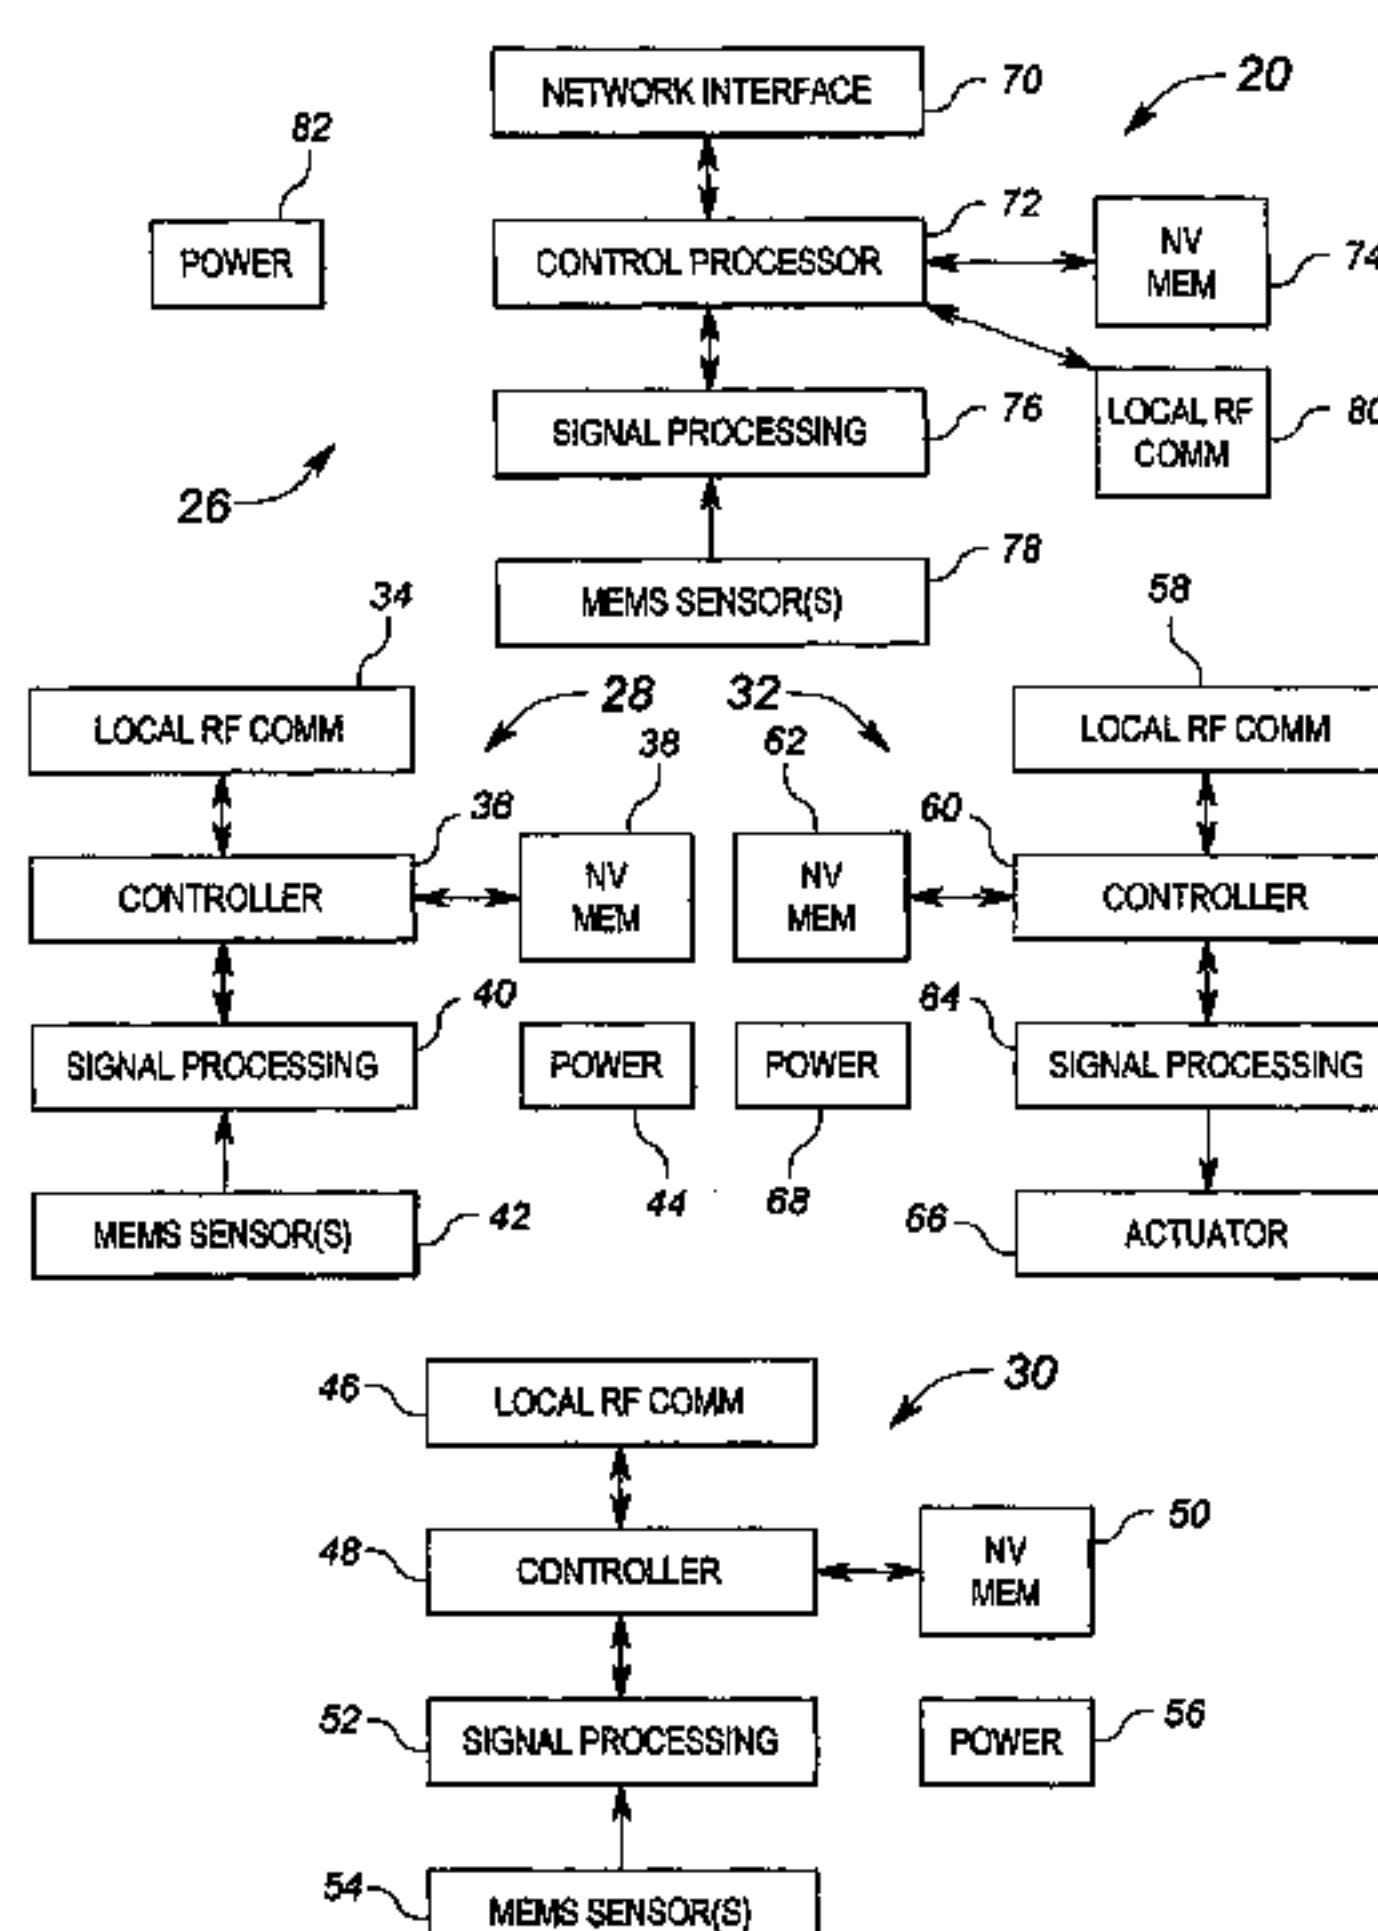 NETWORK INTERFACE
70
20
82
POWER
CONTROL PROCESSOR
72
NV
MEM
74
SIGNAL PROCESSING
76
LOCAL RF
COMM
80
26
MEMS SENSOR(S)
78
34
LOCAL RF COMM
28
32
58
LOCAL RF COMM
38
62
36
CONTROLLER
NV
MEM
NV
MEM
60
CONTROLLER
40
SIGNAL PROCESSING
POWER
POWER
64
SIGNAL PROCESSING
44
68
MEMS SENSOR(S)
42
66
ACTUATOR
46
LOCAL RF COMM
30
48
CONTROLLER
NV
MEM
50
52
SIGNAL PROCESSING
POWER
56
54
MEMS SENSOR(S)